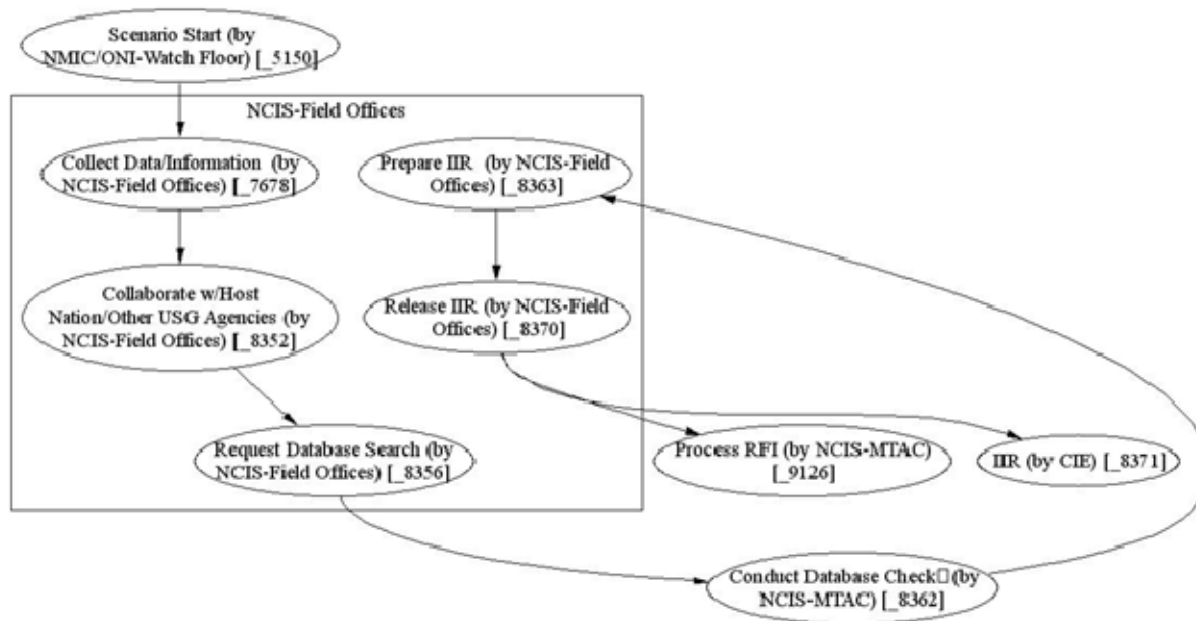 Scenario Start (by
NMIC/ONI-Watch Floor) [_5150]
NCIS-Field Offices
Collect Data/Information (by
NCIS-Field Offices) [_7678]
Prepare IIR (by NCIS-Field
Offices) [_8363]
Collaborate w/Host
Nation/Other USG Agencies (by
NCIS-Field Offices) [_8352]
Release IIR (by NCIS-Field
Offices) [_8370]
Request Database Search (by
NCIS-Field Offices) [_8356]
Process RFI (by NCIS-MTAC)
[_9126]
IIR (by CIE) [_8371]
Conduct Database Check□ (by
NCIS-MTAC) [_8362]